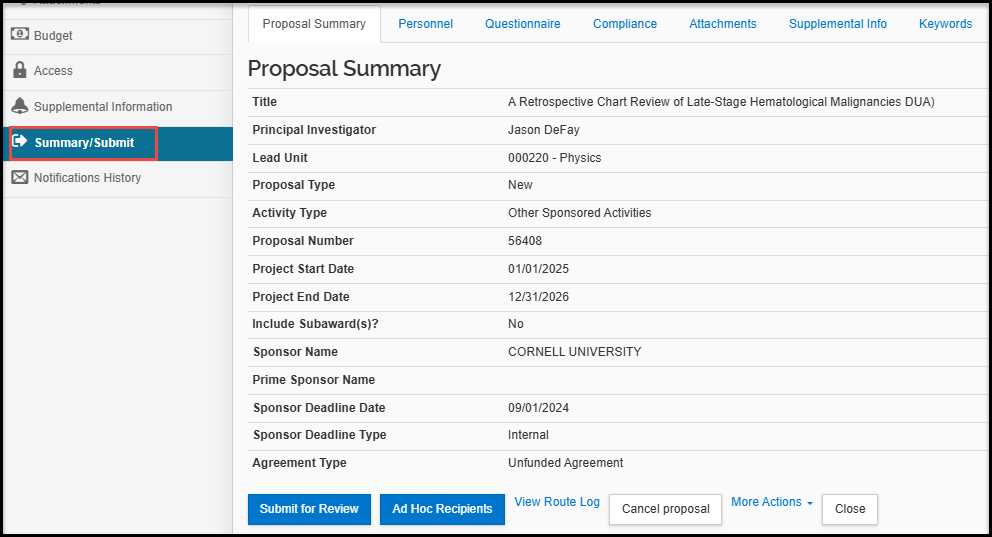 Budget
Access
Supplemental Information
Summary/Submit
Notifications History
Proposal Summary Personnel Questionnaire Compliance Attachments Supplemental Info Keywords
Proposal Summary
Title A Retrospective Chart Review of Late-Stage Hematological Malignancies DUA)
Principal Investigator Jason DeFay
Lead Unit 000220 - Physics
Proposal Type New
Activity Type Other Sponsored Activities
Proposal Number 56408
Project Start Date 01/01/2025
Project End Date 12/31/2026
Include Subaward(s)? No
Sponsor Name CORNELL UNIVERSITY
Prime Sponsor Name
Sponsor Deadline Date 09/01/2024
Sponsor Deadline Type Internal
Agreement Type Unfunded Agreement
Submit for Review Ad Hoc Recipients View Route Log Cancel proposal More Actions Close